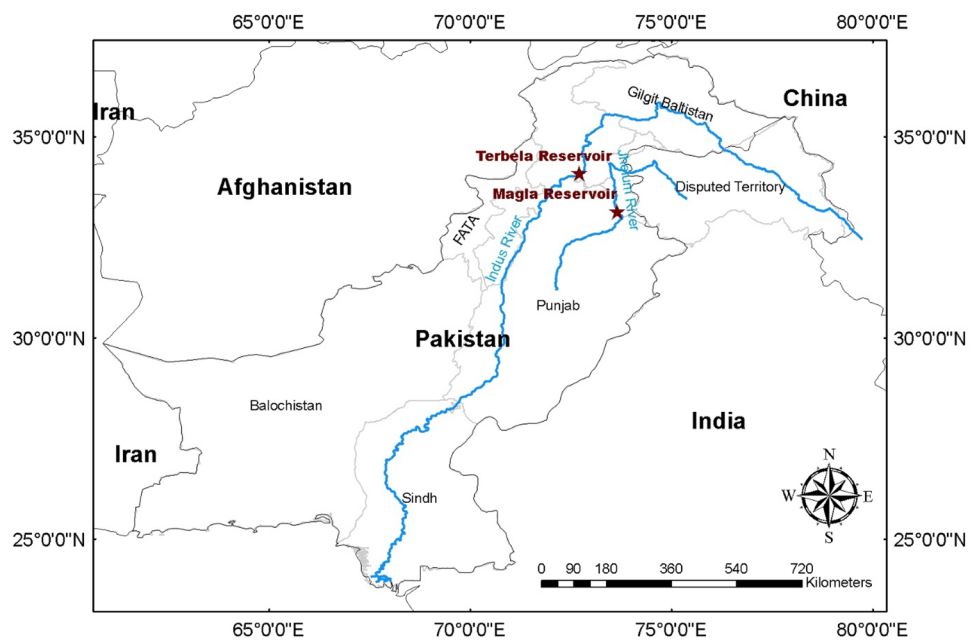 65°0'0"E 70°0'0"E 75°0'0"E 80°0'0"E
Iran
China
Gilgit Baltistan
35°0'0"N 35°0'0"N
Terbela Reservoir
Jhelum River
Afghanistan
Magla Reservoir
Disputed Territory
FATA
Indus River
Punjab
30°0'0"N 30°0'0"N
Pakistan
Balochistan
India
Iran
Sindh
N
W E
S
25°0'0"N 25°0'0"N
0 90 180 360 540 720
Kilometers
65°0'0"E 70°0'0"E 75°0'0"E 80°0'0"E